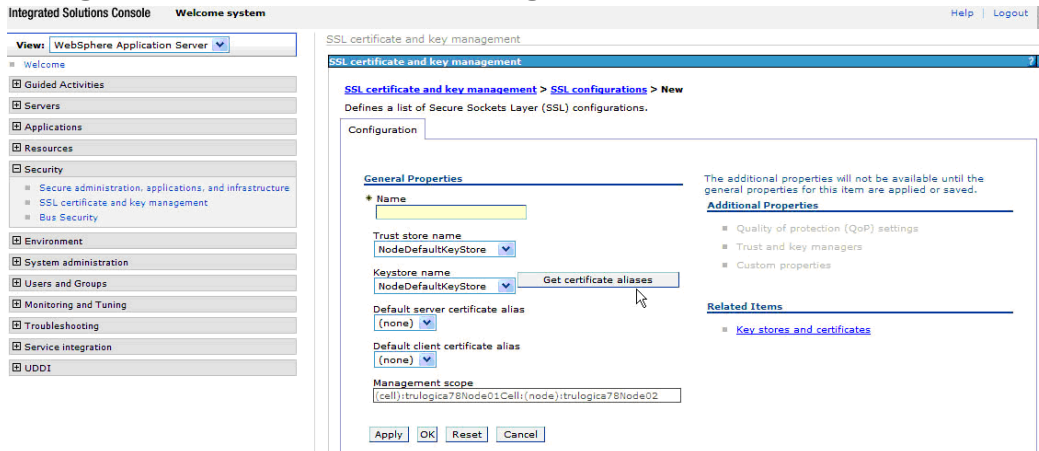 Integrated Solutions Console Welcome system Help | Logout
View: WebSphere Application Server
Welcome
Guided Activities
Servers
Applications
Resources
Security
Secure administration, applications, and infrastructure
SSL certificate and key management
Bus Security
Environment
System administration
Users and Groups
Monitoring and Tuning
Troubleshooting
Service integration
UDDI
SSL certificate and key management
SSL certificate and key management ?
SSL certificate and key management > SSL configurations > New
Defines a list of Secure Sockets Layer (SSL) configurations.
Configuration
General Properties
* Name
Trust store name
NodeDefaultKeyStore
Keystore name
NodeDefaultKeyStore Get certificate aliases
Default server certificate alias
(none)
Default client certificate alias
(none)
Management scope
(cell):trulogica78Node01Cell:(node):trulogica78Node02
Apply OK Reset Cancel
The additional properties will not be available until the
general properties for this item are applied or saved.
Additional Properties
Quality of protection (QoP) settings
Trust and key managers
Custom properties
Related Items
Key stores and certificates